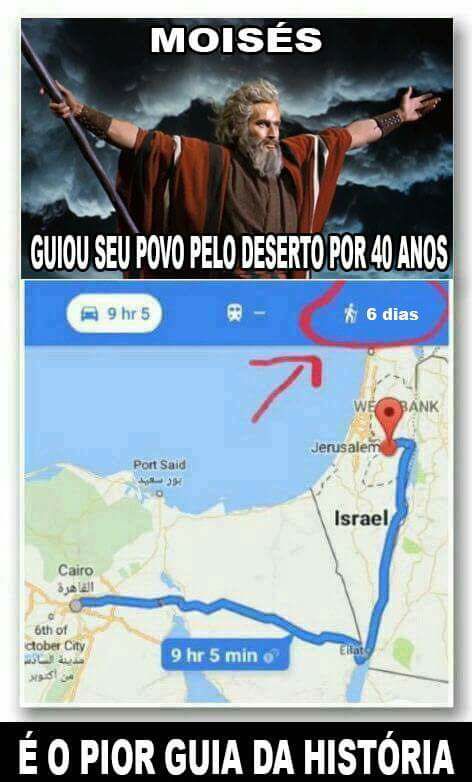 MOISÉS
GUIOU SEU POVO PELO DESERTO POR 40 ANOS
9 hr 5
6 dias
WE BANK
Jerusalem
Port Said
بور سعيد
Israel
Cairo
القاهرة
6th of
ctober City
مدينة السادس
من أكتوبر
9 hr 5 min
Eilat
É O PIOR GUIA DA HISTÓRIA